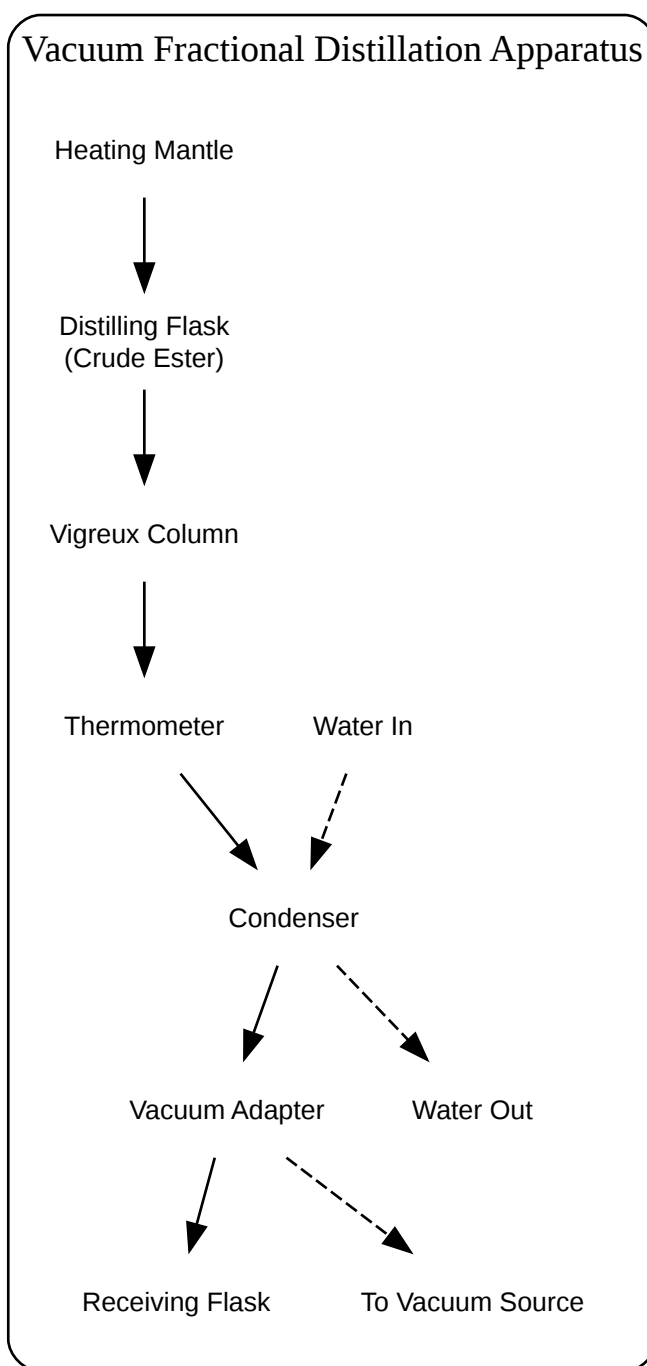 Vacuum Fractional Distillation Apparatus
Heating Mantle
Distilling Flask
(Crude Ester)
Vigreux Column
Thermometer
Water In
Condenser
Vacuum Adapter
Water Out
Receiving Flask
To Vacuum Source